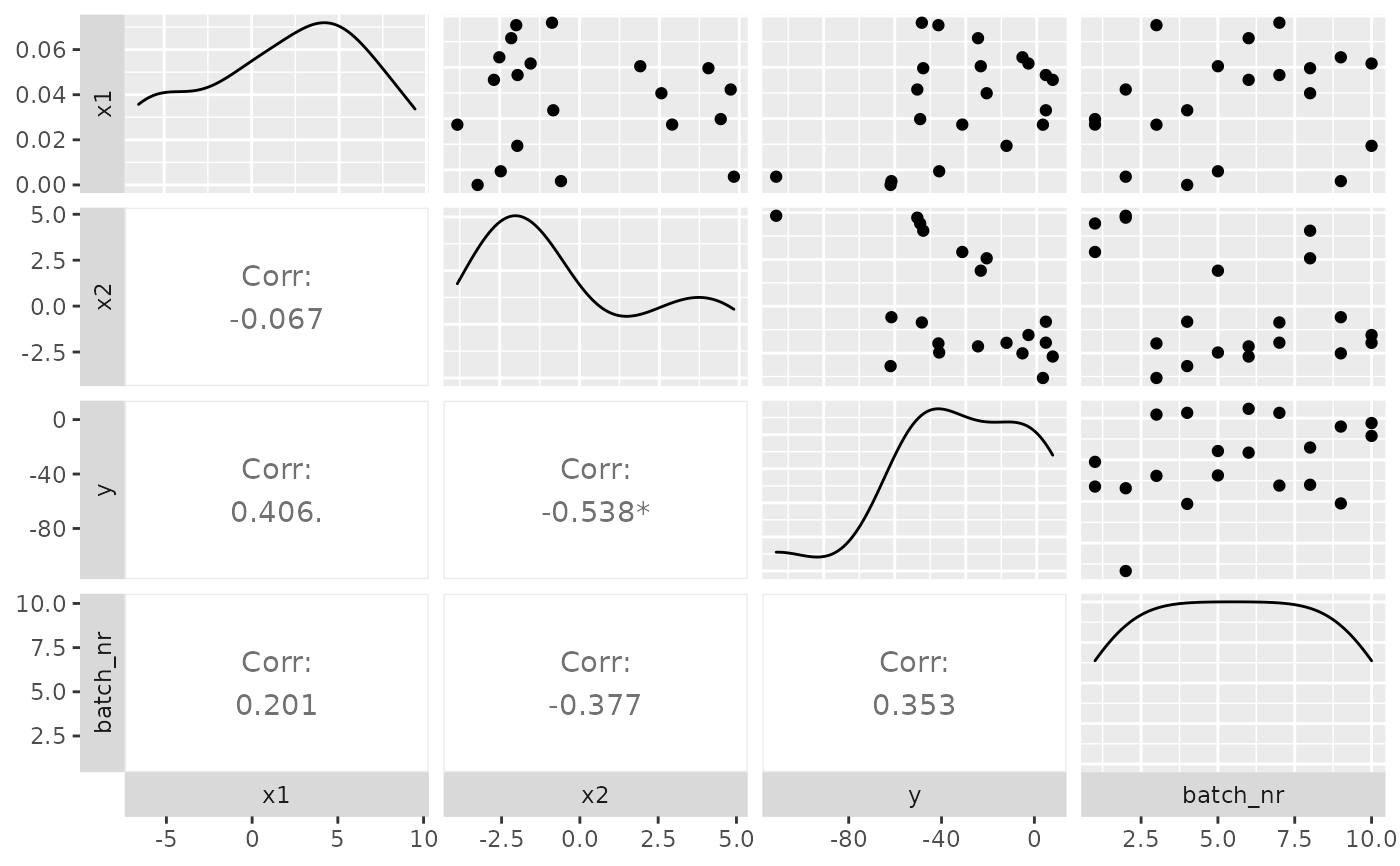 0.06
0.04
0.02
0.00
x1
5.0
2.5
0.0
-2.5
x2
Corr:
-0.067
0
-40
-80
y
Corr:
0.406.
Corr:
-0.538*
10.0
7.5
5.0
2.5
batch_nr
Corr:
0.201
Corr:
-0.377
Corr:
0.353
x1
x2
y
batch_nr
-5 0 5 10
-2.5 0.0 2.5 5.0
-80 -40 0
2.5 5.0 7.5 10.0